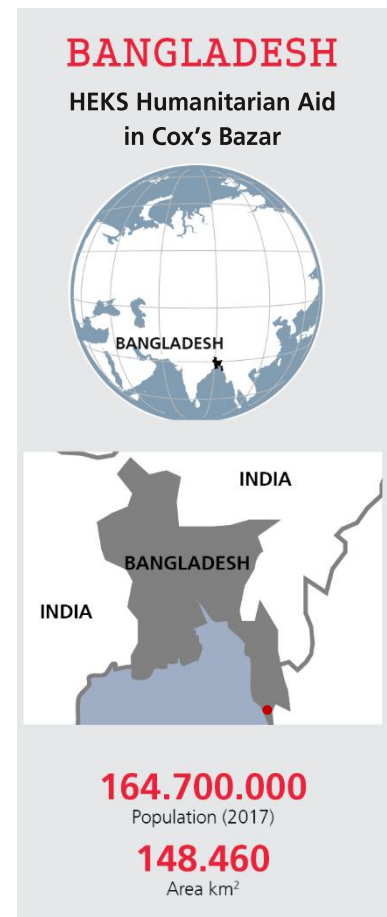 BANGLADESH
HEKS Humanitarian Aid
in Cox's Bazar
BANGLADESH
INDIA
BANGLADESH
INDIA
164.700.000
Population (2017)
148.460
Area km²